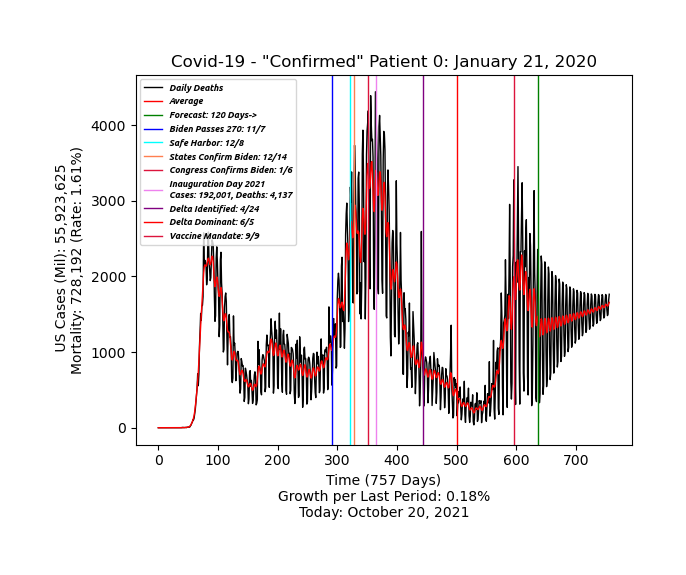 Covid-19 - "Confirmed" Patient 0: January 21, 2020
Daily Deaths
Average
Forecast: 120 Days->
Biden Passes 270: 11/7
Safe Harbor: 12/8
States Confirm Biden: 12/14
Congress Confirms Biden: 1/6
Inauguration Day 2021
Cases: 192,001, Deaths: 4,137
Delta Identified: 4/24
Delta Dominant: 6/5
Vaccine Mandate: 9/9
US Cases (Mil): 55,923,625
Mortality: 728,192 (Rate: 1.61%)
4000
3000
2000
1000
0
0 100 200 300 400 500 600 700
Time (757 Days)
Growth per Last Period: 0.18%
Today: October 20, 2021